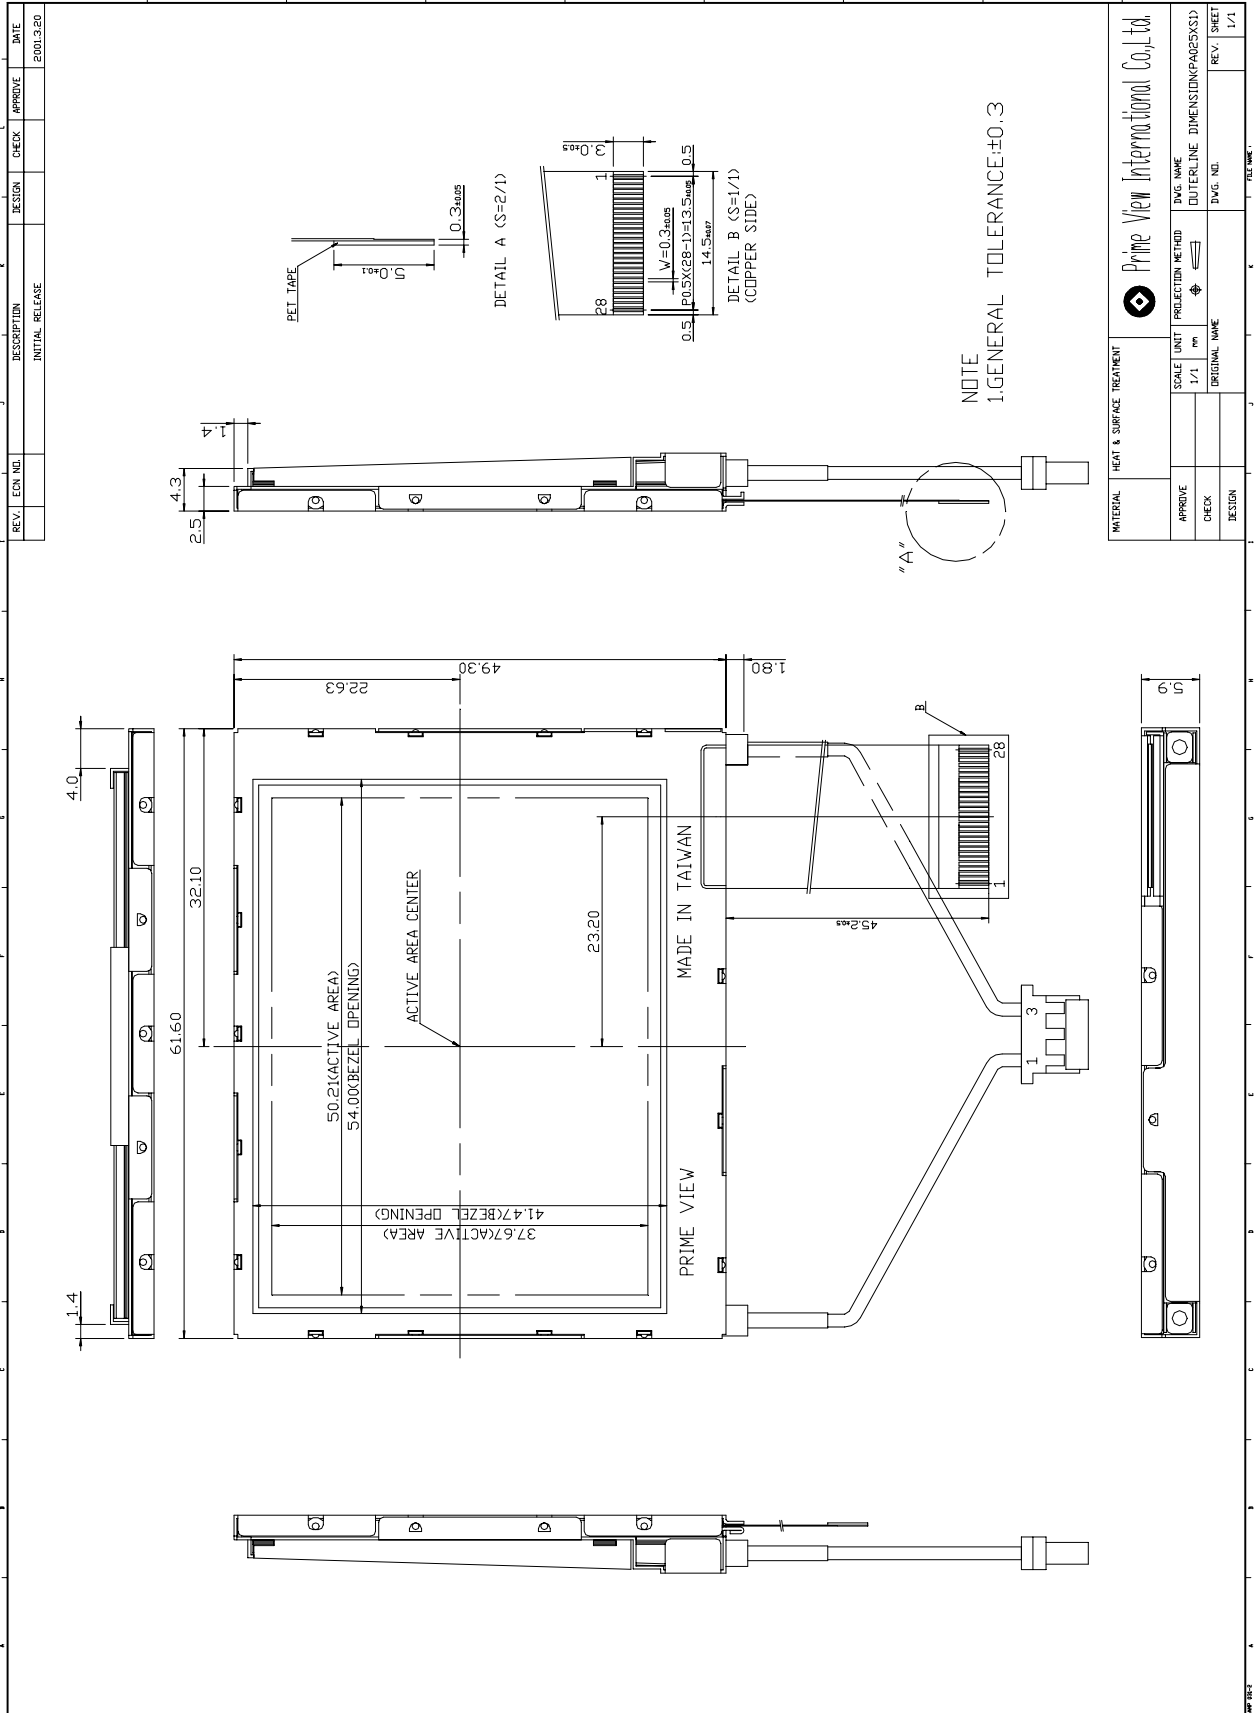 REV. ECN NO. DESCRIPTION DESIGN CHECK APPROVE DATE
INITIAL RELEASE 2001.3.20
4.0
1.4
61.60
32.10
49.30
22.63
1.80
50.21(ACTIVE AREA)
54.00(BEZEL OPENING)
ACTIVE AREA CENTER
41.47(BEZEL OPENING)
37.67(ACTIVE AREA)
23.20
PRIME VIEW
MADE IN TAIWAN
45.2±0.5
B
1
28
1 3
5.9
2.5
4.3
1.4
"A"
PET TAPE
5.0±0.1
0.3±0.05
DETAIL A (S=2/1)
3.0±0.5
28
1
0.5
W=0.3±0.05
P0.5X(28-1)=13.5±0.05
0.5
14.5±0.07
DETAIL B (S=1/1)
(COPPER SIDE)
NOTE
1.GENERAL TOLERANCE:±0.3
MATERIAL
HEAT & SURFACE TREATMENT
Prime View International Co.,Ltd.
APPROVE
CHECK
DESIGN
SCALE
1/1
UNIT
mm
PROJECTION METHOD
DWG. NAME
OUTERLINE DIMENSION(PA025XS1)
ORIGINAL NAME
DWG. NO.
REV.
SHEET
1/1
FILE NAME :